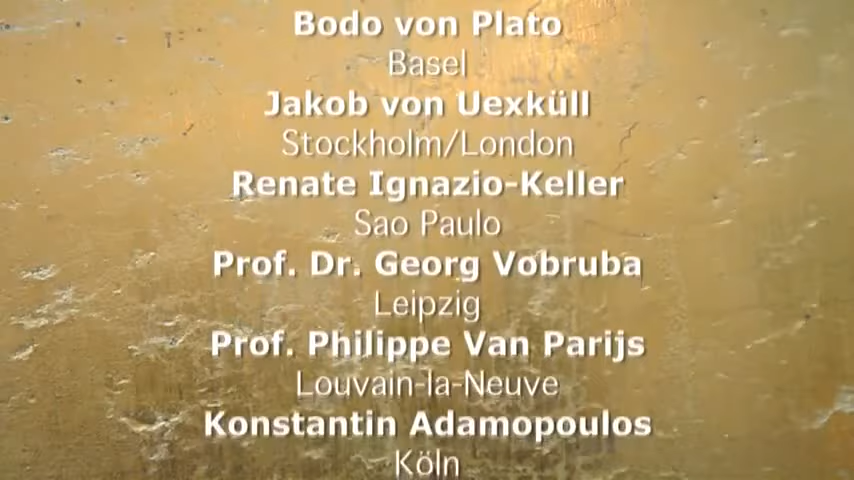 Bodo von Plato
Basel
Jakob von Uexküll
Stockholm/London
Renate Ignazio-Keller
Sao Paulo
Prof. Dr. Georg Vobruba
Leipzig
Prof. Philippe Van Parijs
Louvain-la-Neuve
Konstantin Adamopoulos
Köln